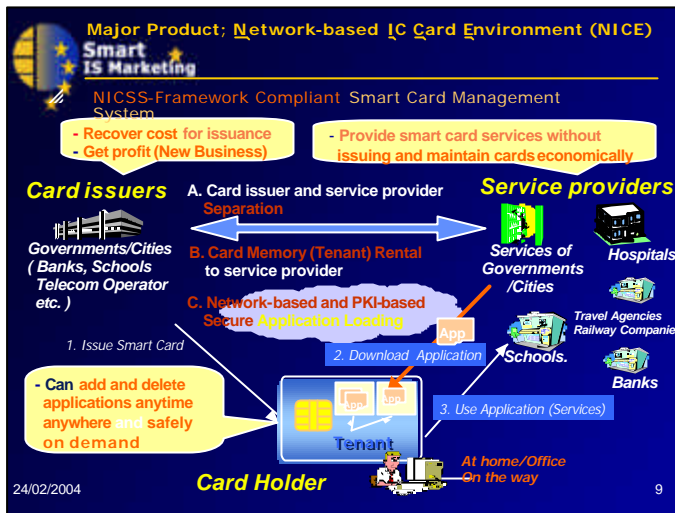 Major Product; Network-based IC Card Environment (NICE)
Smart
IS Marketing
NICSS-Framework Compliant Smart Card Management
System
- Recover cost for issuance
- Get profit (New Business)
- Provide smart card services without
issuing and maintain cards economically
Card issuers
A. Card issuer and service provider
Separation
Service providers
Governments/Cities
( Banks, Schools
Telecom Operator
etc. )
B. Card Memory (Tenant) Rental
to service provider
Services of
Governments
/Cities
Hospitals
C. Network-based and PKI-based
Secure Application Loading
App
Travel Agencies
Railway Companie
1. Issue Smart Card
2. Download Application
Schools.
Banks
- Can add and delete
applications anytime
anywhere and safely
on demand
App
App
Tenant
3. Use Application (Services)
At home/Office
On the way
Card Holder
24/02/2004
9